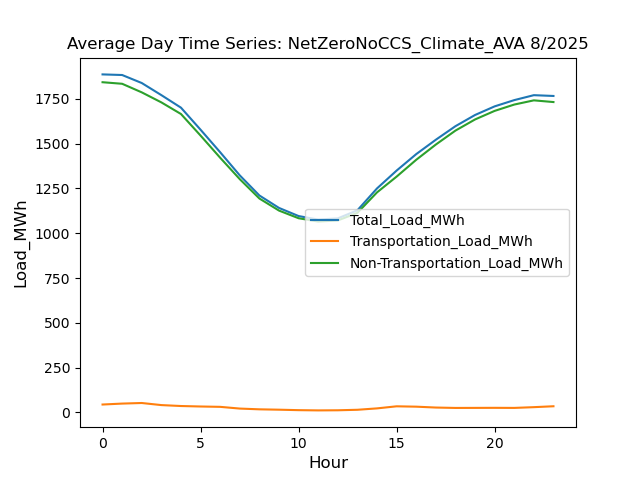 Average Day Time Series: NetZeroNoCCS_Climate_AVA 8/2025
Load_MWh
1750
1500
1250
1000
750
500
250
0
Total_Load_MWh
Transportation_Load_MWh
Non-Transportation_Load_MWh
0 5 10 15 20
Hour